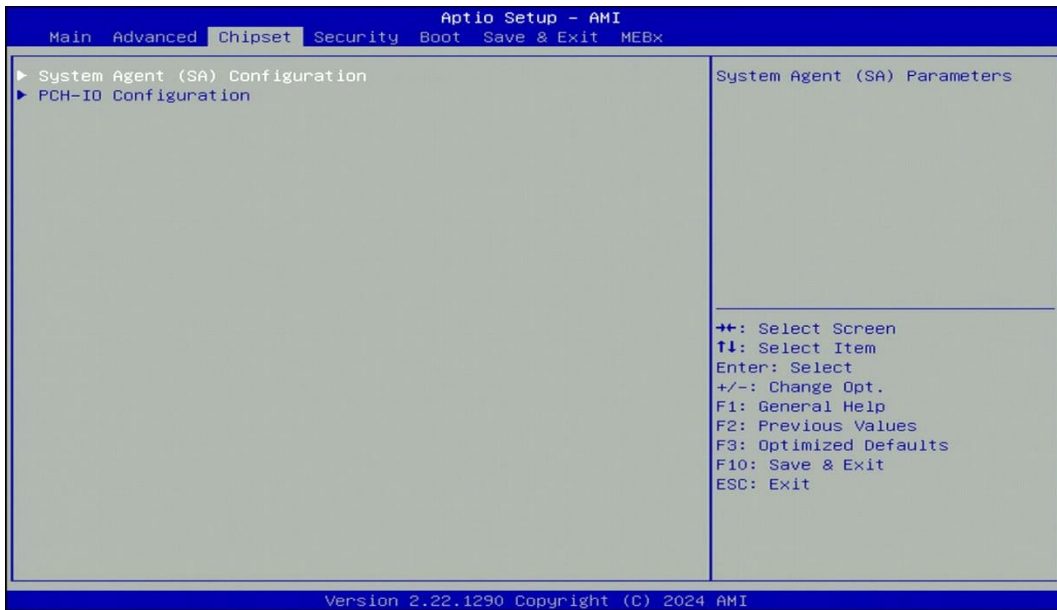 Aptio Setup – AMI
Main Advanced Chipset Security Boot Save & Exit MEBx
▶ System Agent (SA) Configuration
▶ PCH-IO Configuration
System Agent (SA) Parameters
→←: Select Screen
↑↓: Select Item
Enter: Select
+/-: Change Opt.
F1: General Help
F2: Previous Values
F3: Optimized Defaults
F10: Save & Exit
ESC: Exit
Version 2.22.1290 Copyright (C) 2024 AMI